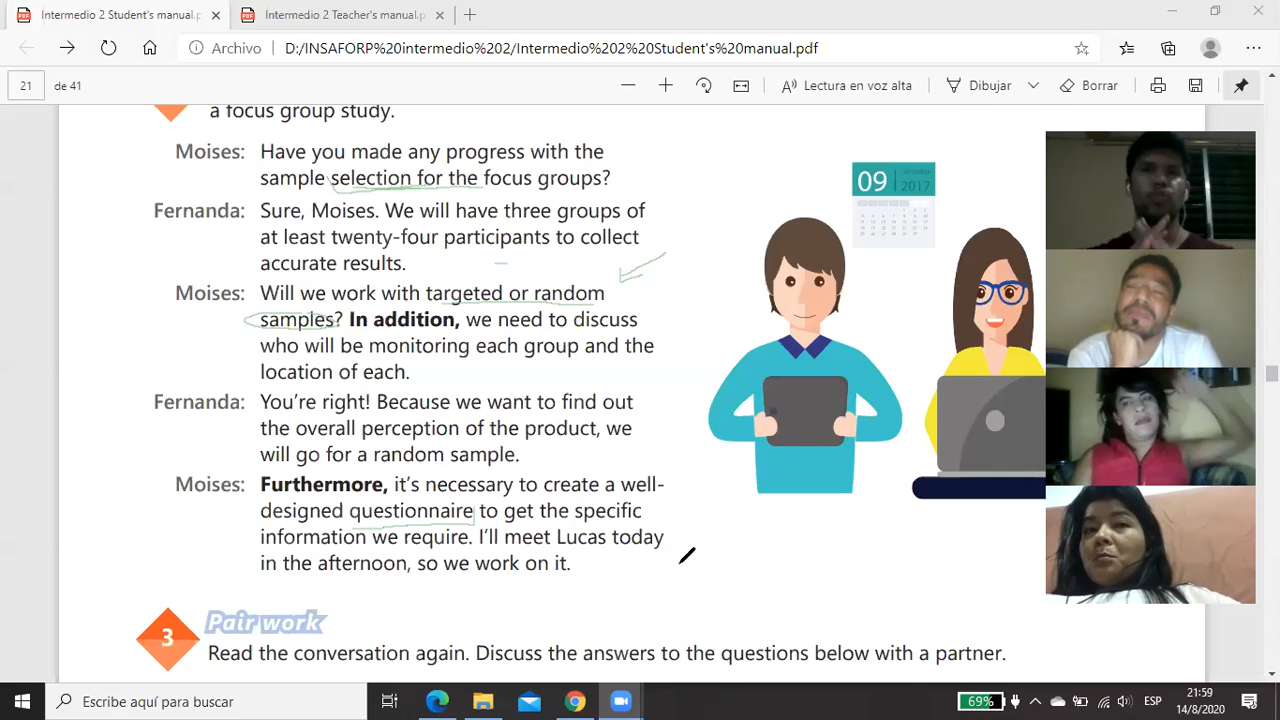 Intermedio 2 Student's manual.p
Intermedio 2 Teacher's manual.p
Archivo
D:/INSAFORP%20intermedio%202/Intermedio%202%20Student's%20manual.pdf
21
de 41
Lectura en voz alta
Dibujar
Borrar
a focus group study.
Moises: Have you made any progress with the
sample selection for the focus groups?
Fernanda: Sure, Moises. We will have three groups of
at least twenty-four participants to collect
accurate results.
Moises: Will we work with targeted or random
samples? In addition, we need to discuss
who will be monitoring each group and the
location of each.
Fernanda: You're right! Because we want to find out
the overall perception of the product, we
will go for a random sample.
Moises: Furthermore, it's necessary to create a well-
designed questionnaire to get the specific
information we require. I'll meet Lucas today
in the afternoon, so we work on it.
09
2017
3
Pair work
Read the conversation again. Discuss the answers to the questions below with a partner.
Escribe aquí para buscar
69%
ESP
21:59
14/8/2020